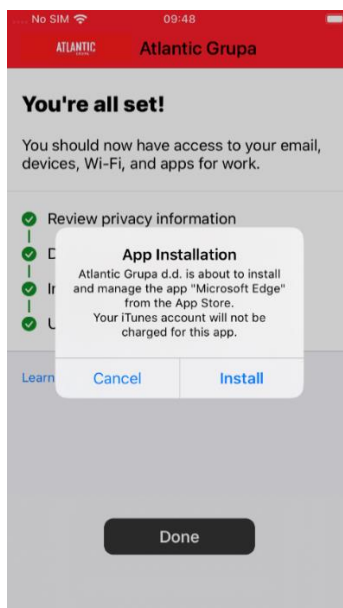 No SIM 09:48
ATLANTIC
Atlantic Grupa
You're all set!
You should now have access to your email,
devices, Wi-Fi, and apps for work.
Review privacy information
D
In
U
App Installation
Atlantic Grupa d.d. is about to install
and manage the app "Microsoft Edge"
from the App Store.
Your iTunes account will not be
charged for this app.
Cancel Install
Learn
Done